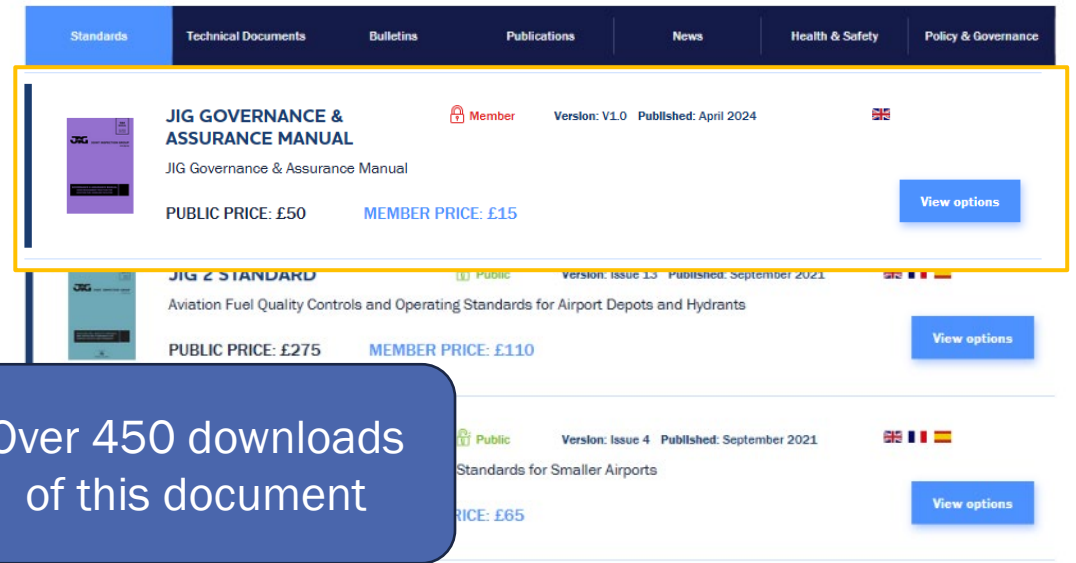 Standards Technical Documents Bulletins Publications News Health & Safety Policy & Governance
JIG GOVERNANCE & ASSURANCE MANUAL
Member Version: V1.0 Published: April 2024
JIG Governance & Assurance Manual
PUBLIC PRICE: £50 MEMBER PRICE: £15
View options
JIG 2 STANDARD Public Version: Issue 13 Published: September 2021
Aviation Fuel Quality Controls and Operating Standards for Airport Depots and Hydrants
PUBLIC PRICE: £275 MEMBER PRICE: £110
View options
Over 450 downloads
of this document
Public Version: Issue 4 Published: September 2021
Standards for Smaller Airports
PRICE: £65
View options